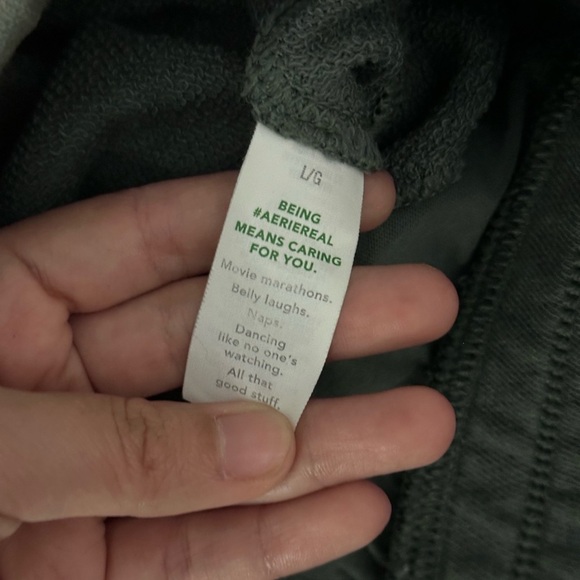 L/G
BEING
#AERIEREAL
MEANS CARING
FOR YOU.
Movie marathons.
Belly laughs.
Naps.
Dancing
like no one's
watching.
All that
good stuff.